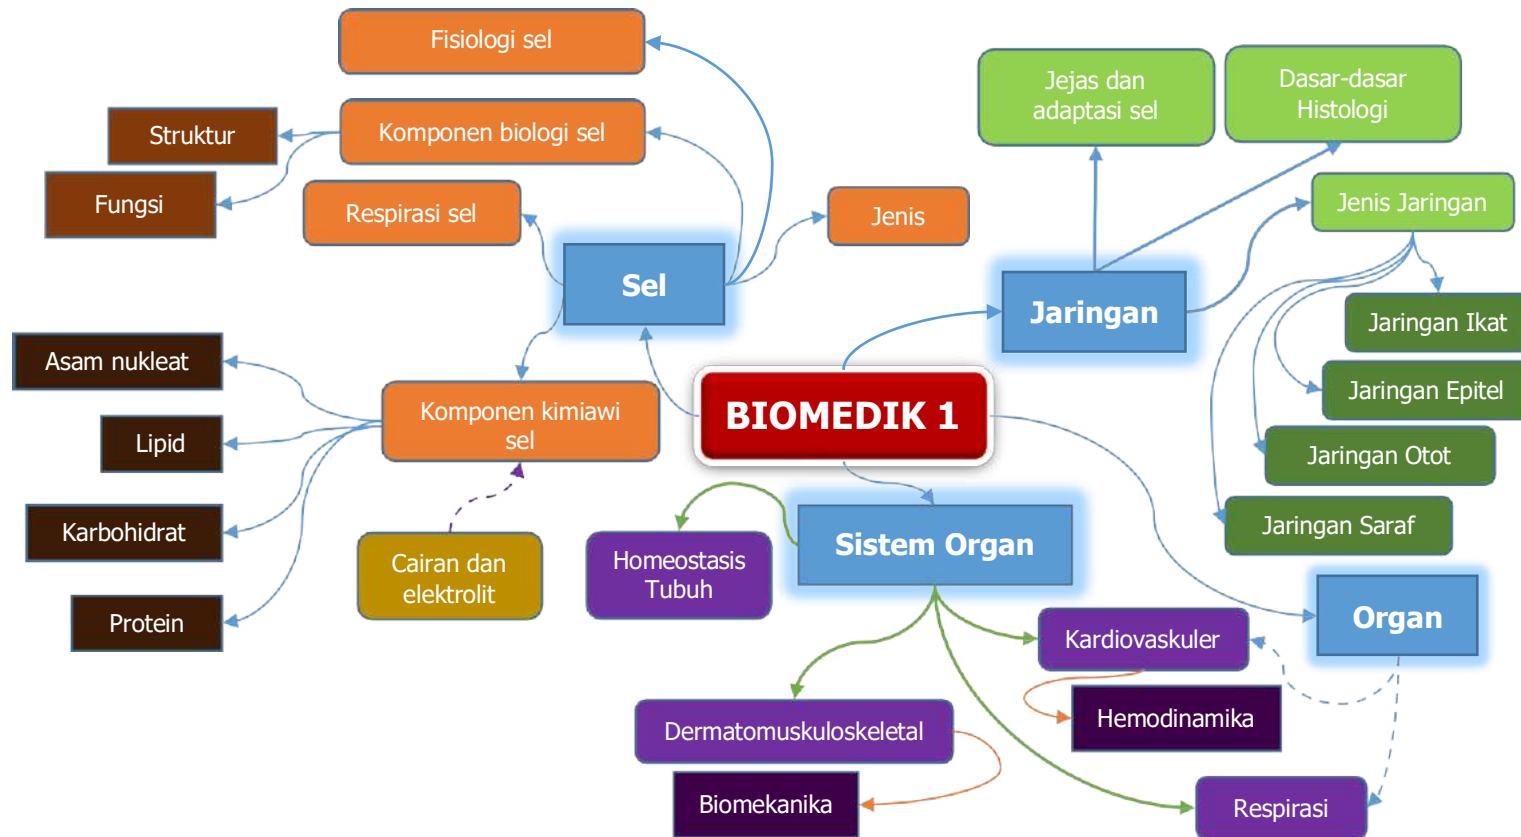 Fisiologi sel
Jejas dan
adaptasi sel
Dasar-dasar
Histologi
Struktur
Komponen biologi sel
Fungsi
Respirasi sel
Jenis
Jenis Jaringan
Sel
Jaringan
Jaringan Ikat
Asam nukleat
Jaringan Epitel
Komponen kimiawi
sel
BIOMEDIK 1
Lipid
Jaringan Otot
Karbohidrat
Jaringan Saraf
Cairan dan
elektrolit
Homeostasis
Tubuh
Sistem Organ
Protein
Organ
Kardiovaskuler
Hemodinamika
Dermatomuskuloskeletal
Biomekanika
Respirasi